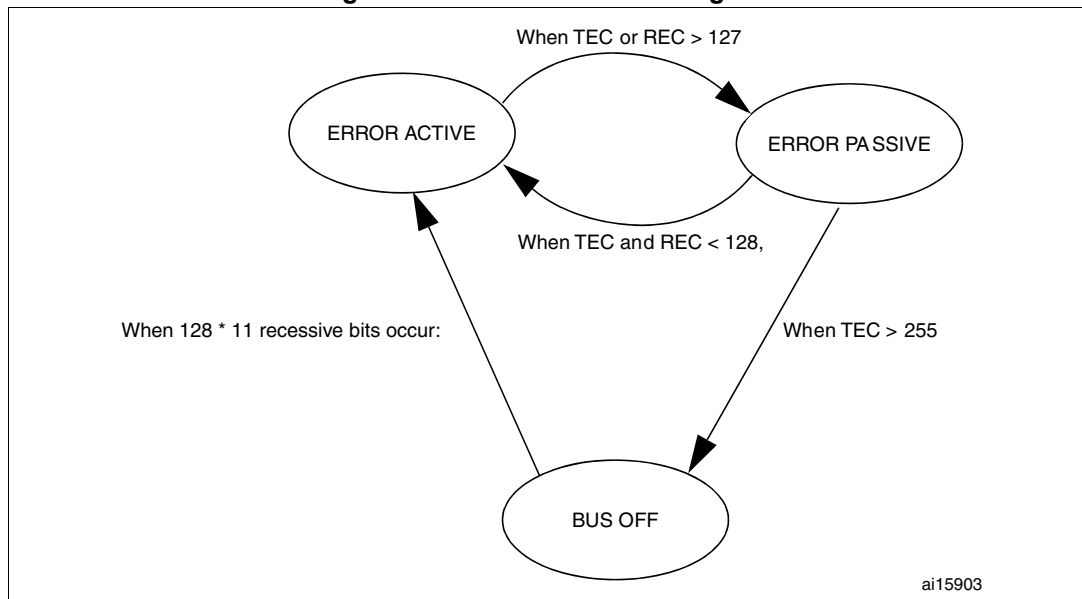 When TEC or REC > 127
ERROR ACTIVE
ERROR PASSIVE
When TEC and REC < 128,
When 128 * 11 recessive bits occur:
When TEC > 255
BUS OFF
ai15903